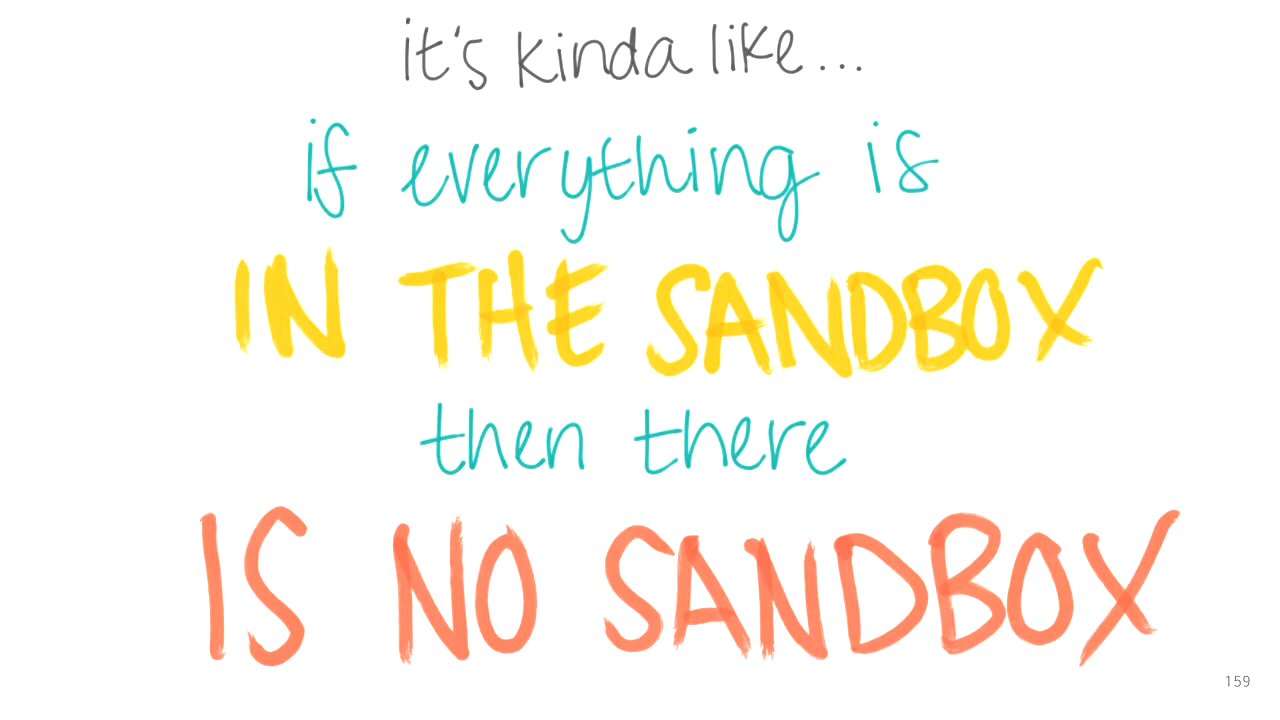 it's kinda like...
if everything is
IN THE SANDBOX
then there
IS NO SANDBOX
159